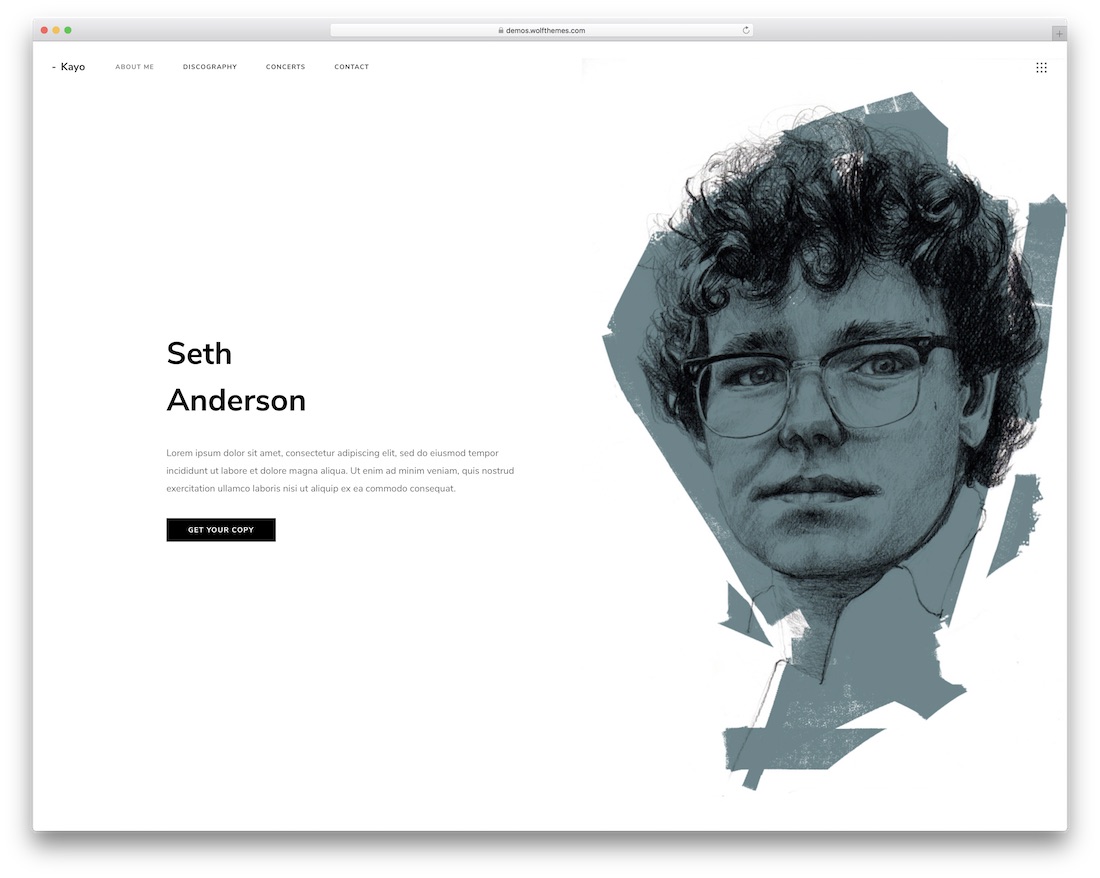 demos.wolfthemes.com
- Kayo
ABOUT ME
DISCOGRAPHY
CONCERTS
CONTACT
Seth
Anderson
Lorem ipsum dolor sit amet, consectetur adipiscing elit, sed do eiusmod tempor
incididunt ut labore et dolore magna aliqua. Ut enim ad minim veniam, quis nostrud
exercitation ullamco laboris nisi ut aliquip ex ea commodo consequat.
GET YOUR COPY